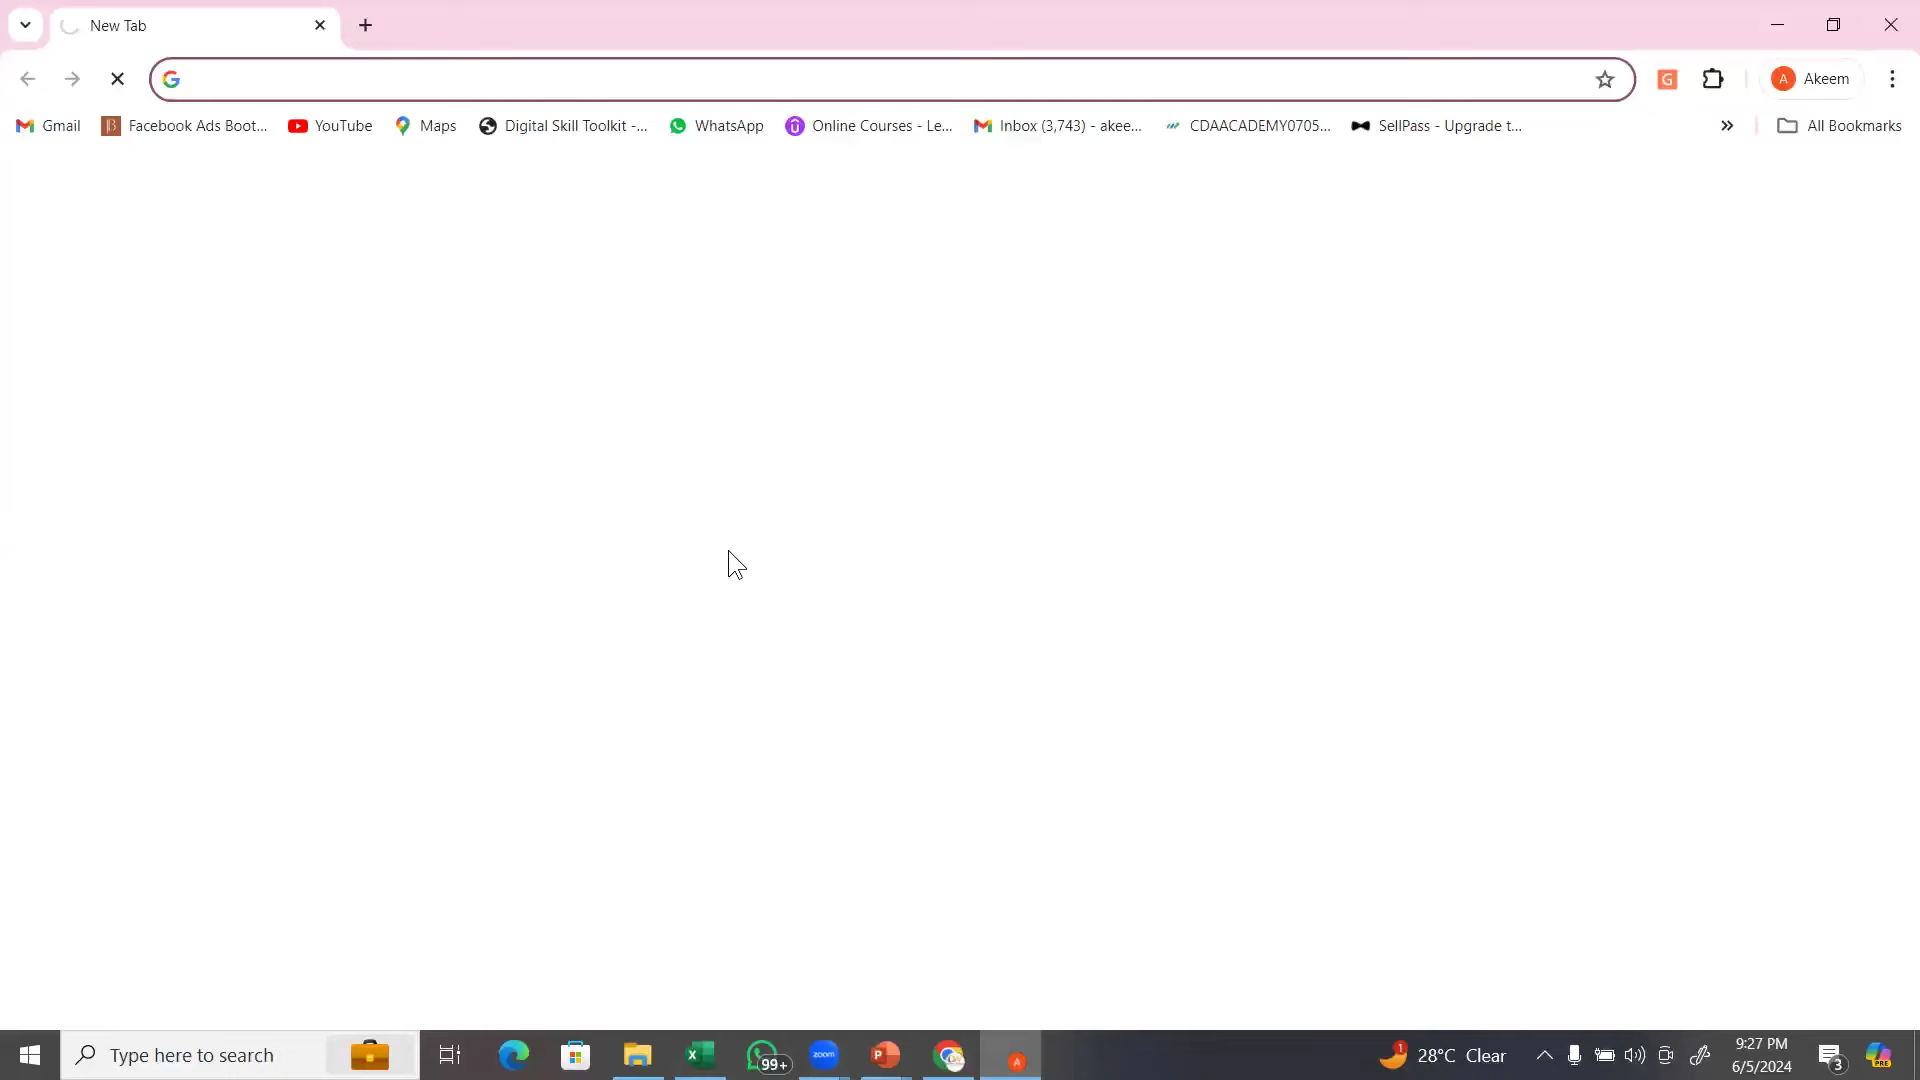 New Tab
Akeem
Gmail Facebook Ads Boot... YouTube Maps Digital Skill Toolkit -... WhatsApp Online Courses - Le... Inbox (3,743) - akee... CDAACADEMY0705... SellPass - Upgrade t... All Bookmarks
Type here to search
99+
zoom
28°C Clear
9:27 PM
6/5/2024
3
PRE